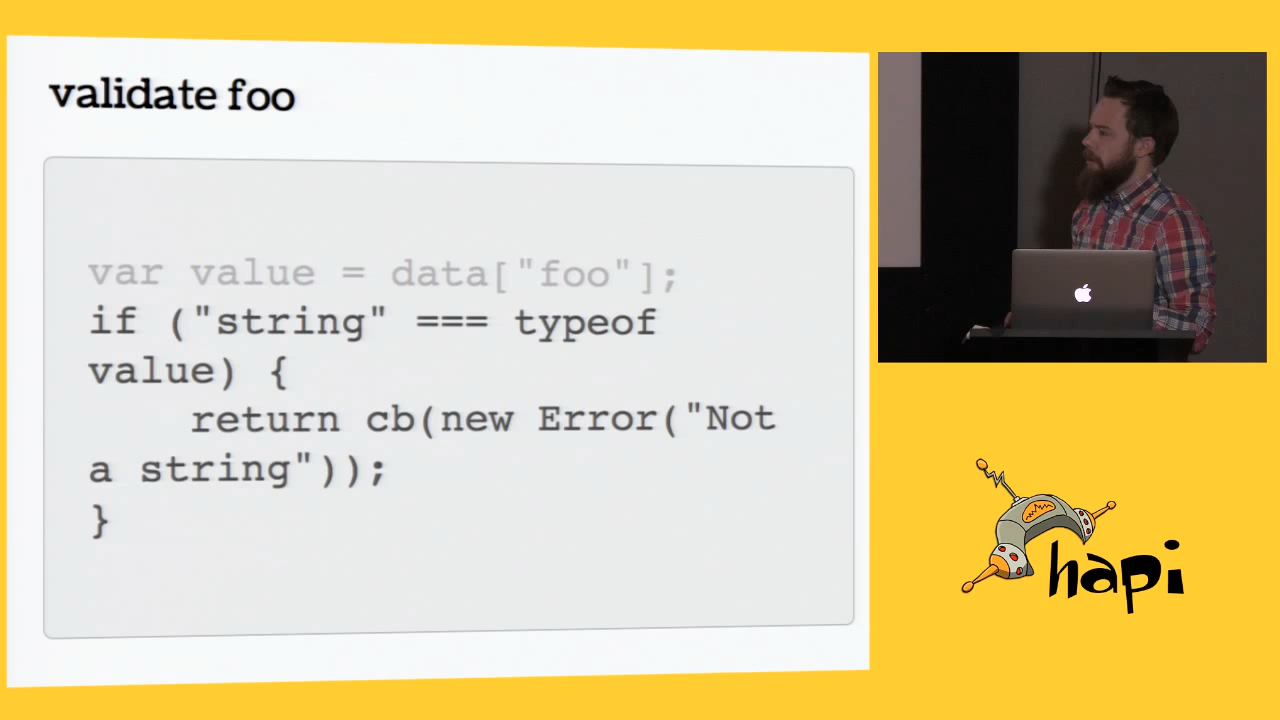 validate foo
var value = data["foo"];
if ("string" === typeof
value) {
    return cb(new Error("Not
a string"));
}
hapi